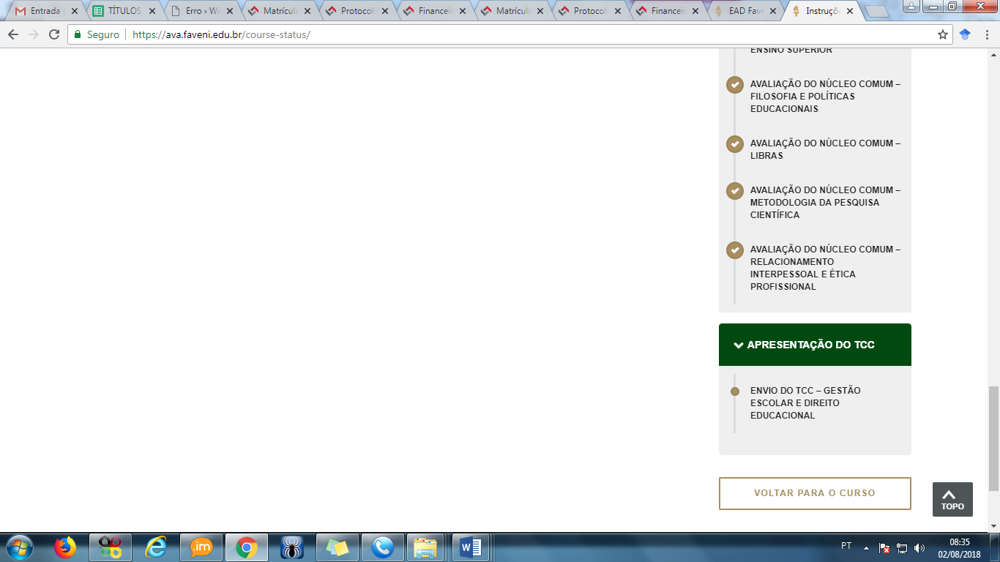 Entrada
TÍTULOS
Erro › Wo
Matrícula
Protocolo
Financeir
Matrícula
Protocolo
Financeir
EAD Fave
Instruçõe
Seguro
https://ava.faveni.edu.br/course-status/
ENSINO SUPERIOR
AVALIAÇÃO DO NÚCLEO COMUM –
FILOSOFIA E POLÍTICAS
EDUCACIONAIS
AVALIAÇÃO DO NÚCLEO COMUM –
LIBRAS
AVALIAÇÃO DO NÚCLEO COMUM –
METODOLOGIA DA PESQUISA
CIENTÍFICA
AVALIAÇÃO DO NÚCLEO COMUM –
RELACIONAMENTO
INTERPESSOAL E ÉTICA
PROFISSIONAL
APRESENTAÇÃO DO TCC
ENVIO DO TCC – GESTÃO
ESCOLAR E DIREITO
EDUCACIONAL
VOLTAR PARA O CURSO
TOPO
im
W
PT
08:35
02/08/2018